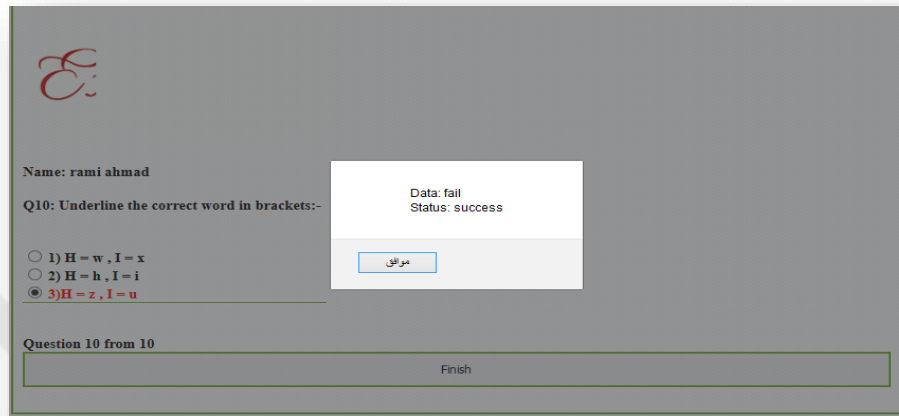 Name: rami ahmad
Q10: Underline the correct word in brackets:-
1) H = w , I = x
2) H = h , I = i
3)H = z , I = u
Question 10 from 10
Finish
Data: fail
Status: success
موافق